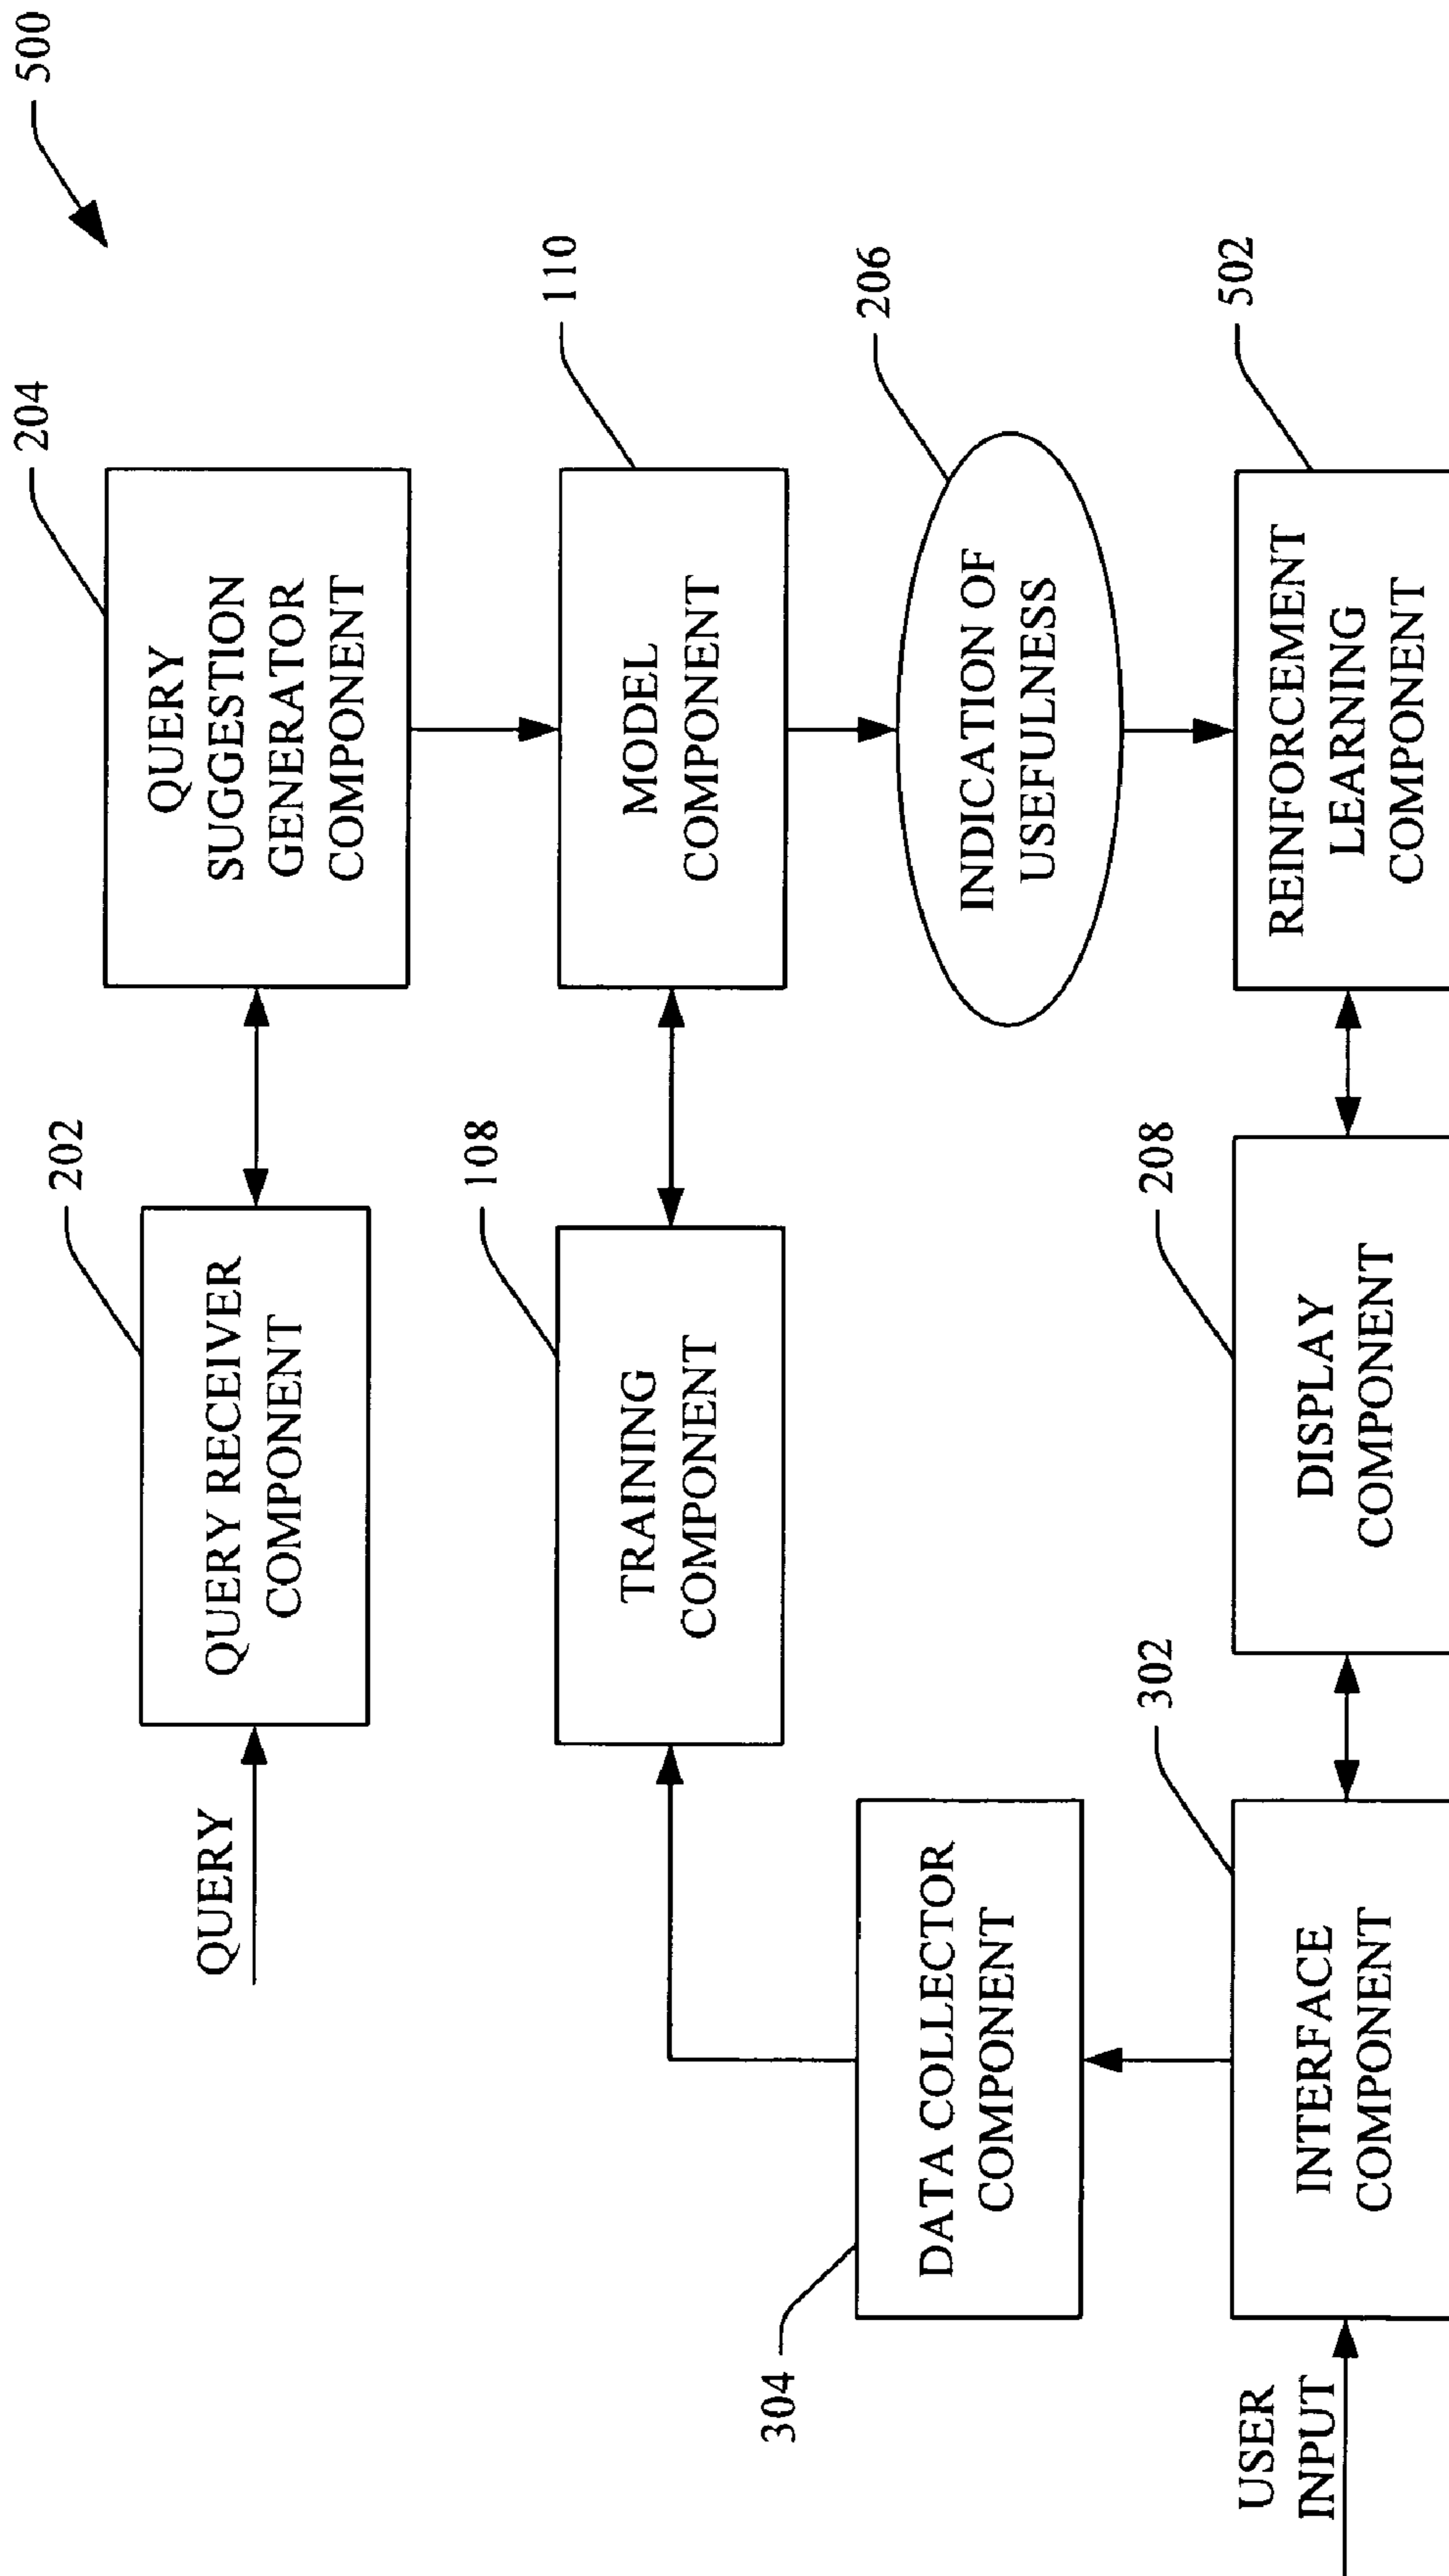 500
204
QUERY
SUGGESTION
GENERATOR
COMPONENT
202
QUERY RECEIVER
COMPONENT
QUERY
110
MODEL
COMPONENT
108
TRAINING
COMPONENT
206
INDICATION OF
USEFULNESS
304
DATA COLLECTOR
COMPONENT
502
REINFORCEMENT
LEARNING
COMPONENT
208
DISPLAY
COMPONENT
302
INTERFACE
COMPONENT
USER
INPUT